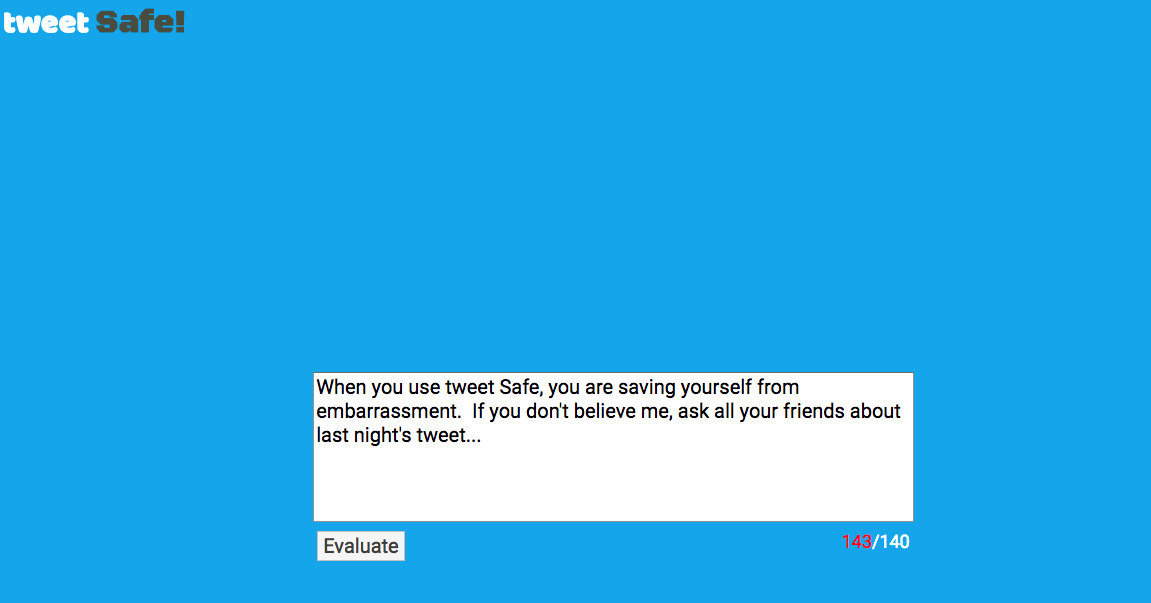 tweet Safe!
When you use tweet Safe, you are saving yourself from
embarrassment.  If you don't believe me, ask all your friends about
last night's tweet...
Evaluate
143/140